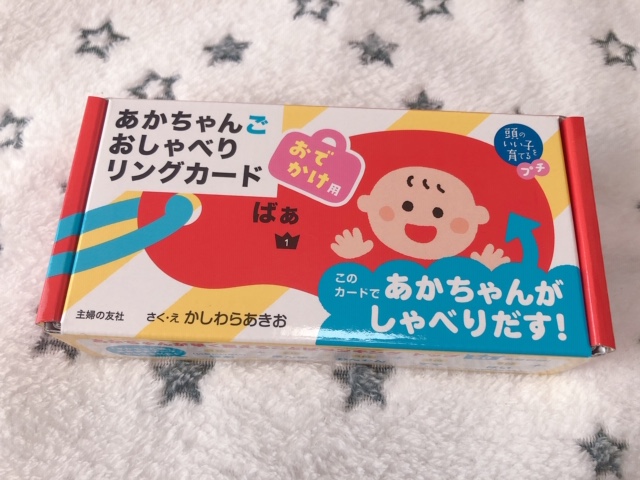 あかちゃんご
おしゃべり
リングカード
おで
かけ用
頭の
いい子を
育てる
プチ
ばぁ
1
この
カードで
あかちゃんが
しゃべりだす!
主婦の友社
さく・え かしわらあきお